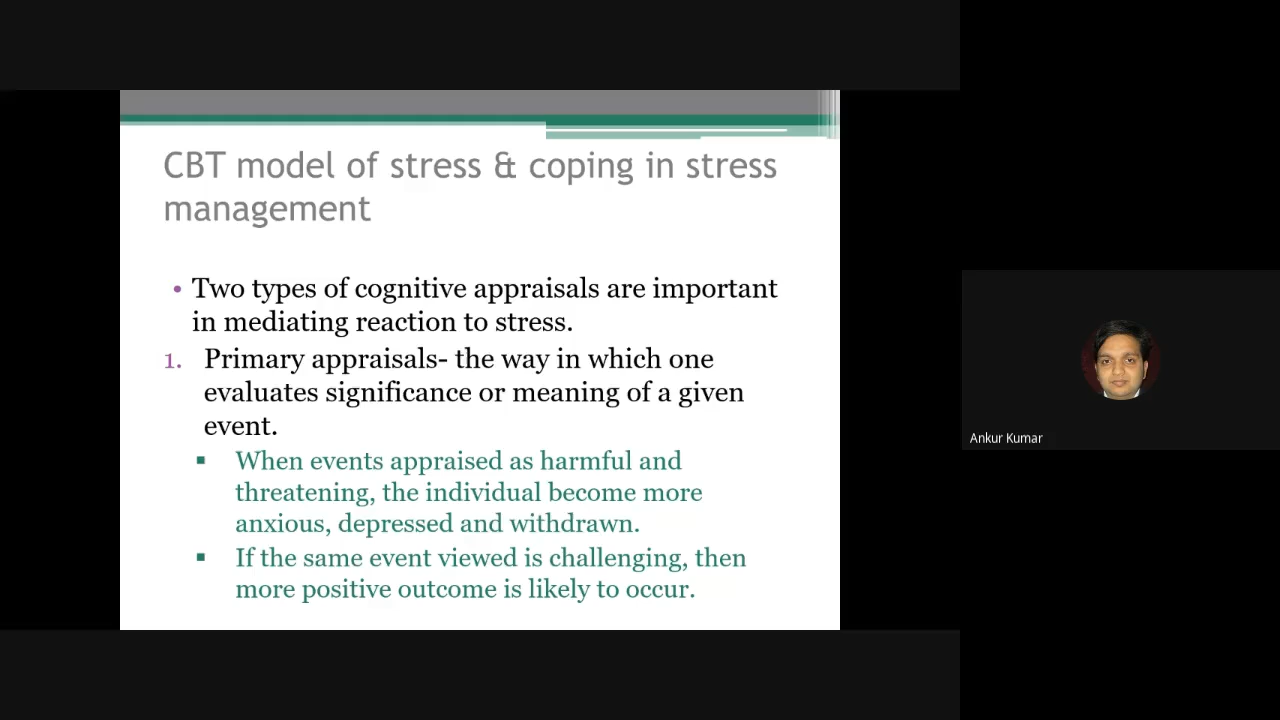 CBT model of stress & coping in stress
management
• Two types of cognitive appraisals are important
in mediating reaction to stress.
1. Primary appraisals- the way in which one
evaluates significance or meaning of a given
event.
▪ When events appraised as harmful and
threatening, the individual become more
anxious, depressed and withdrawn.
▪ If the same event viewed is challenging, then
more positive outcome is likely to occur.
Ankur Kumar